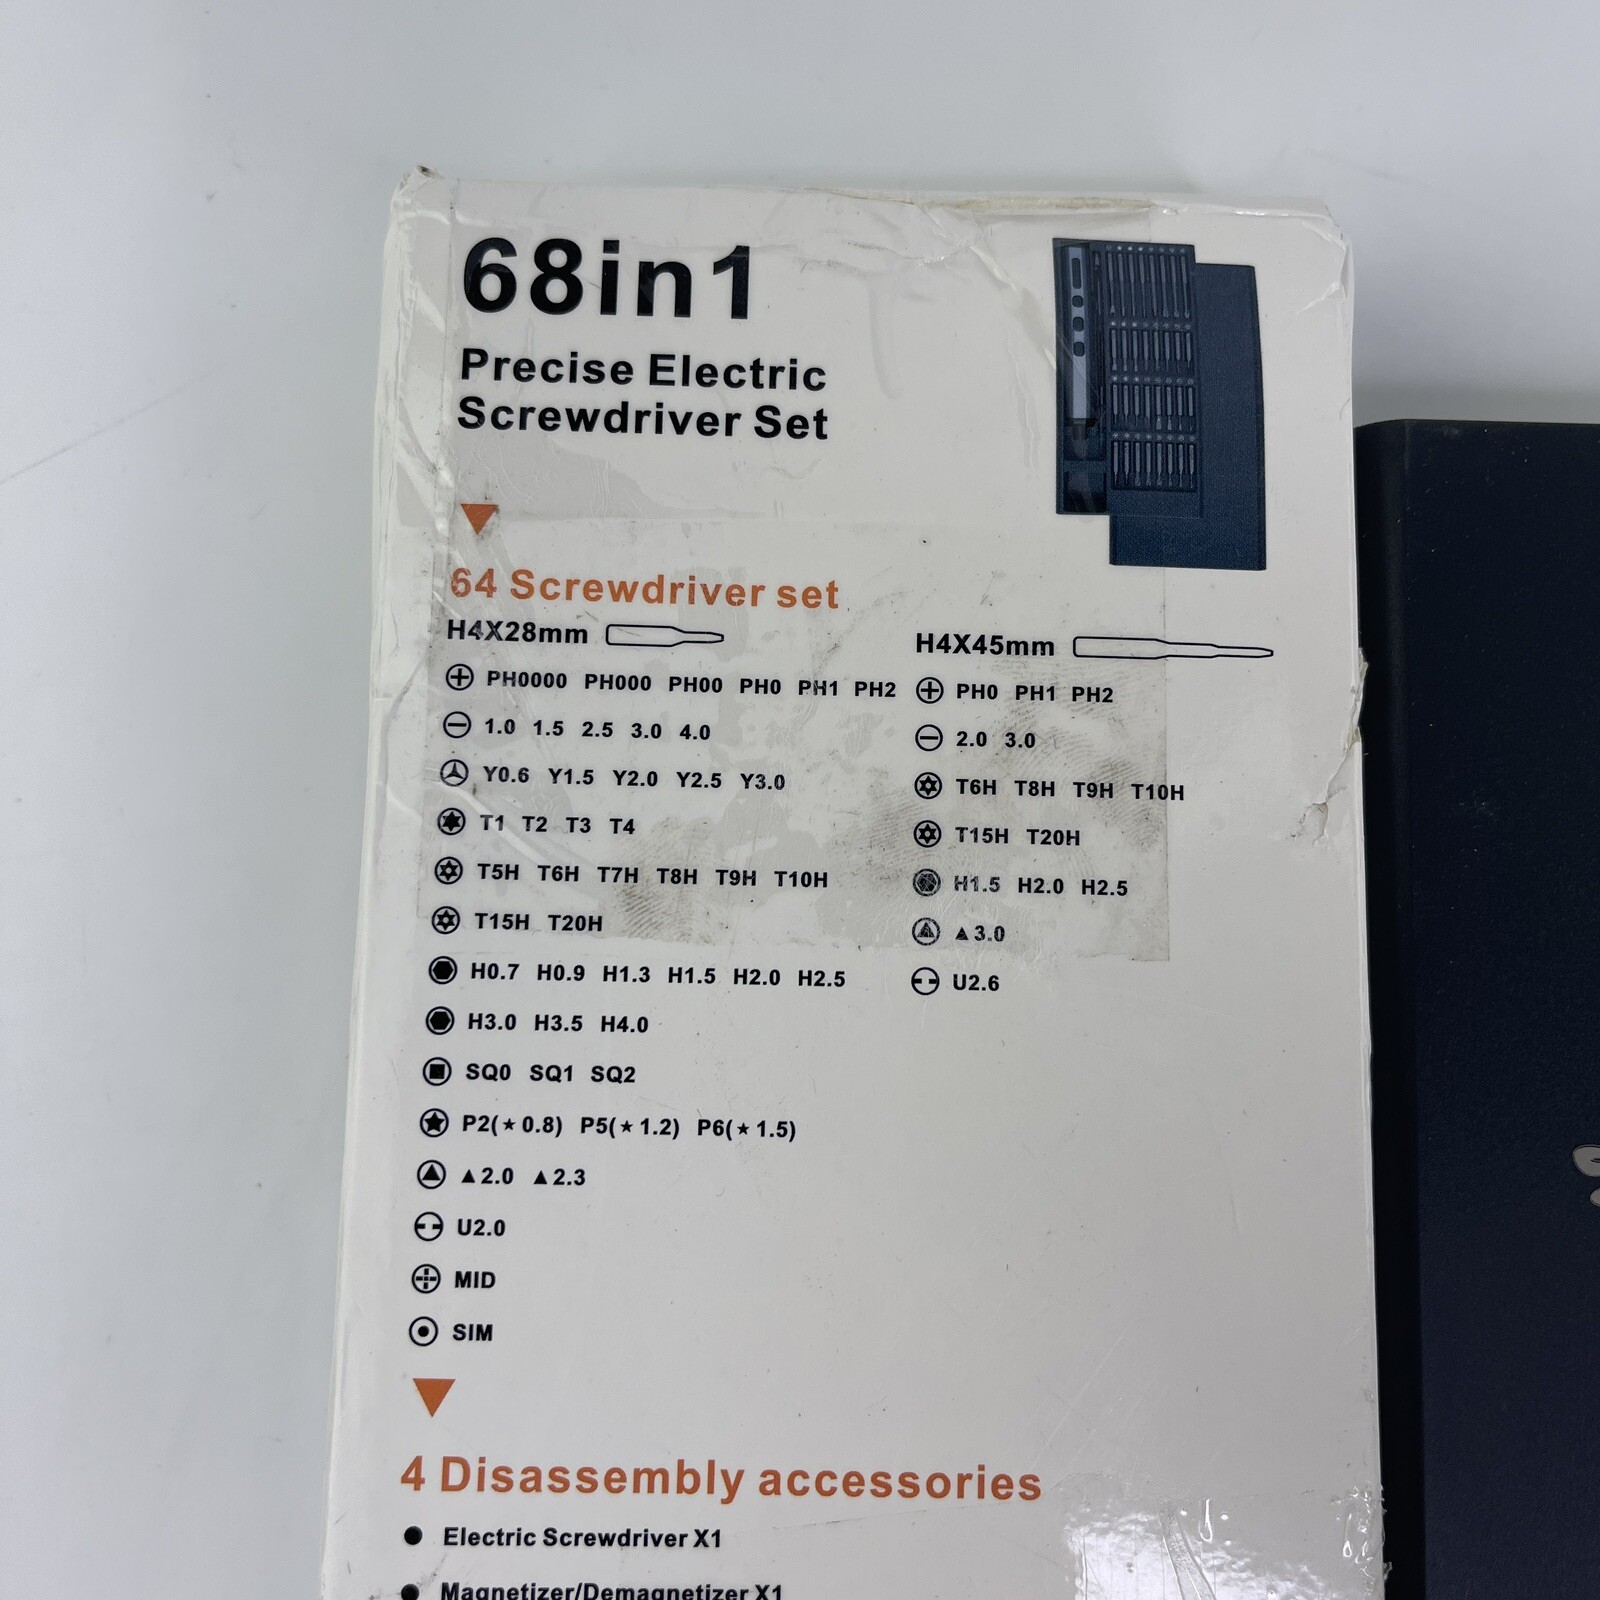 68in1
Precise Electric
Screwdriver Set
64 Screwdriver set
H4X28mm
PH0000 PH000 PH00 PH0 PH1 PH2
1.0 1.5 2.5 3.0 4.0
Y0.6 Y1.5 Y2.0 Y2.5 Y3.0
T1 T2 T3 T4
T5H T6H T7H T8H T9H T10H
T15H T20H
H0.7 H0.9 H1.3 H1.5 H2.0 H2.5
H3.0 H3.5 H4.0
SQ0 SQ1 SQ2
P2(★0.8) P5(★1.2) P6(★1.5)
▲2.0 ▲2.3
U2.0
MID
SIM
H4X45mm
PH0 PH1 PH2
2.0 3.0
T6H T8H T9H T10H
T15H T20H
H1.5 H2.0 H2.5
▲3.0
U2.6
4 Disassembly accessories
Electric Screwdriver X1
Magnetizer/Demagnetizer X1